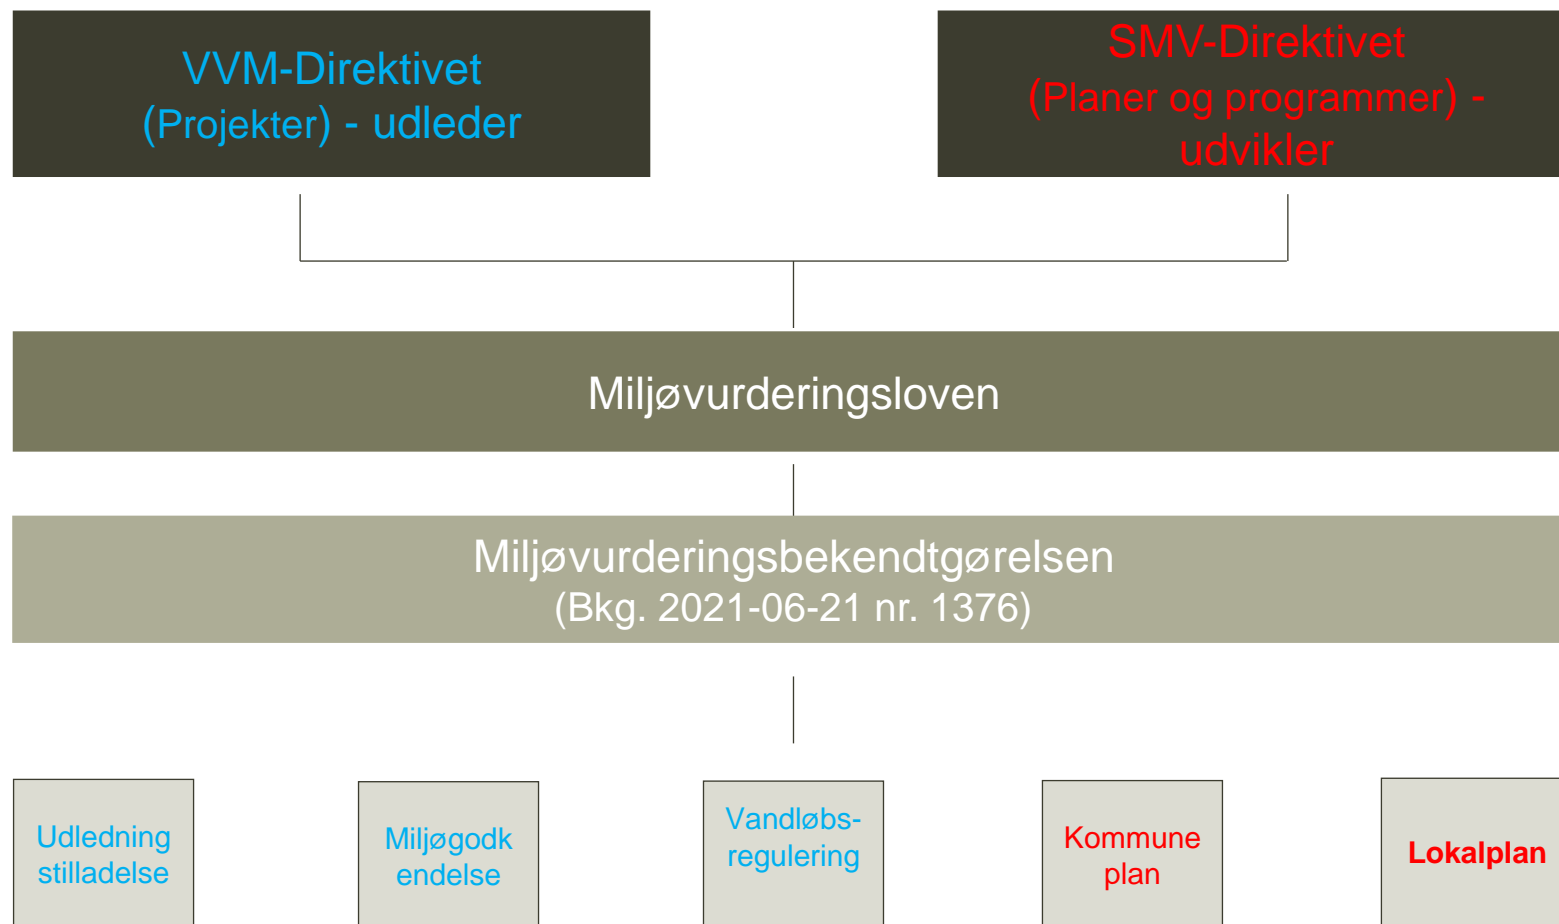 VVM-Direktivet
(Projekter) - udleder
SMV-Direktivet
(Planer og programmer) -
udvikler
Miljøvurderingsloven
Miljøvurderingsbekendtgørelsen
(Bkg. 2021-06-21 nr. 1376)
Udledning
stilladelse
Miljøgodk
endelse
Vandløbs-
regulering
Kommune
plan
Lokalplan